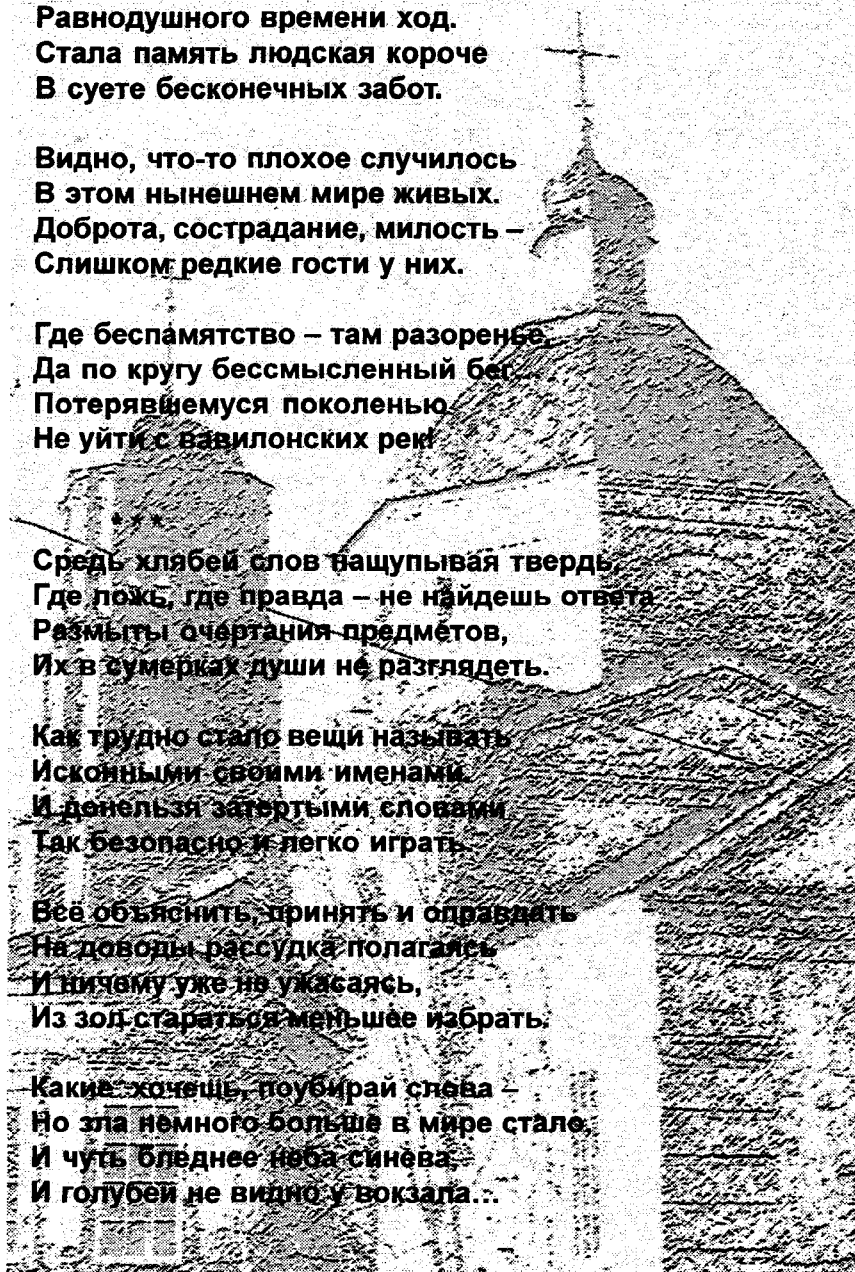 Равнодушного времени ход.
Стала память людская короче
В суете бесконечных забот.

Видно, что-то плохое случилось
В этом нынешнем мире живых.
Доброта, сострадание, милость –
Слишком редкие гости у них.

Где беспамятство – там разоренье,
Да по кругу бессмысленный бег...
Потерявшемуся поколенью
Не уйти с вавилонских рек!

* * *

Средь хлябей слов нащупывая твердь,
Где ложь, где правда – не найдешь ответа
Размыты очертания предметов,
Их в сумерках души не разглядеть.

Как трудно стало вещи называть
Исконными своими именами.
И донельзя затертыми словами
Так безопасно и легко играть.

Всё объяснить, принять и оправдать
На доводы рассудка полагаясь
И ничему уже не ужасаясь,
Из зол стараться меньшее избрать.

Какие хочешь, поубирай слова –
Но зла немного больше в мире стало,
И чуть бледнее неба синева,
И голубей не видно у вокзала...